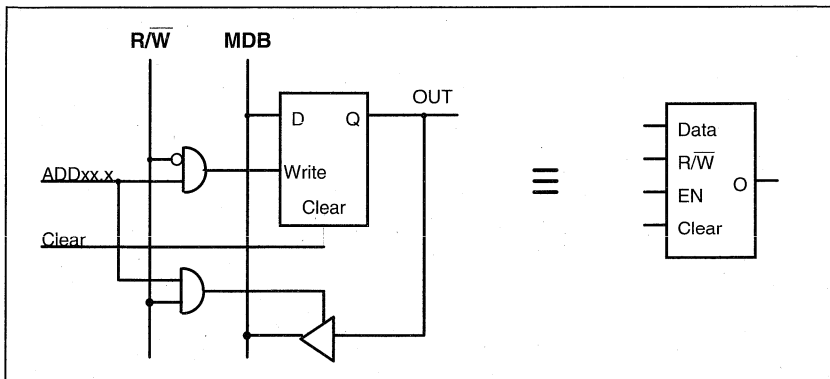 R/W̅ MDB
OUT
D Q
ADDxx.x
Write
Clear
Clear
≡
Data
R/W̅
EN
O
Clear